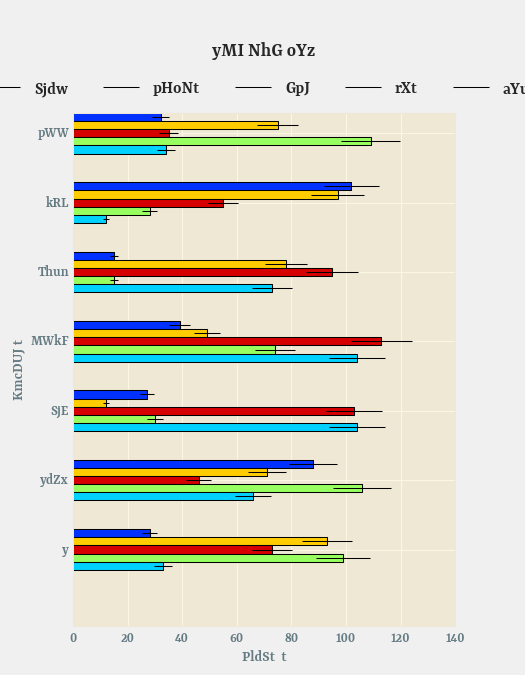 yMI NhG oYz
Sjdw pHoNt GpJ rXt
pWW
kRL
Thun
MWkF
SjE
ydZx
y
KmcDUJ t
0 20 40 60 80 100 120 140
PldSt t